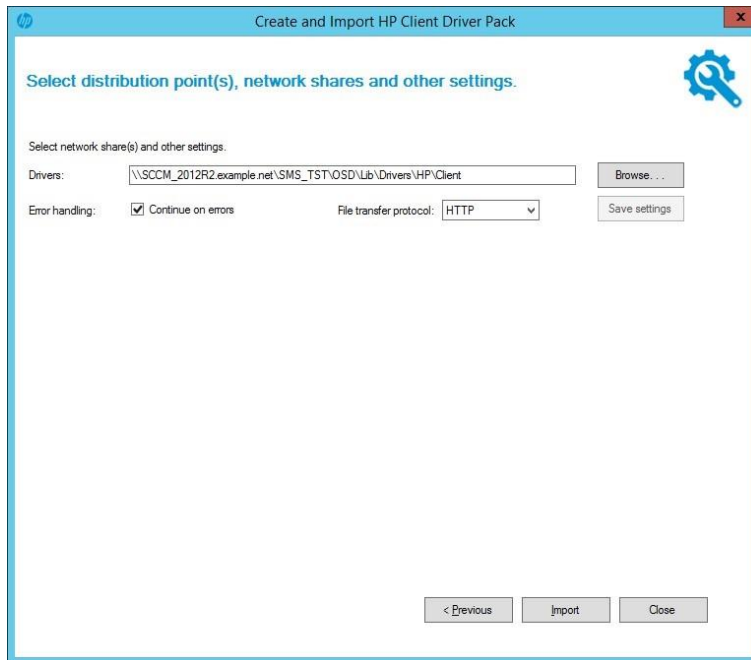 Create and Import HP Client Driver Pack
x
hp
Select distribution point(s), network shares and other settings.
Select network share(s) and other settings.
Drivers: \\SCCM_2012R2.example.net\SMS_TST\OSD\Lib\Drivers\HP\Client Browse. . .
Error handling: Continue on errors File transfer protocol: HTTP Save settings
< Previous Import Close